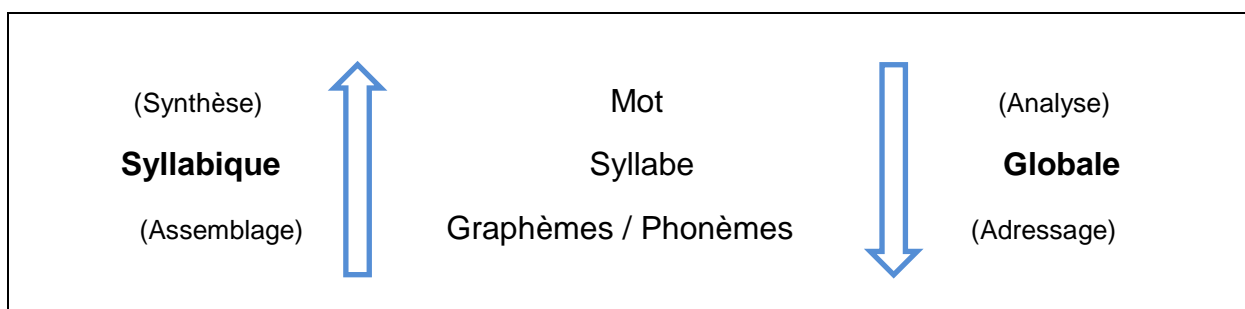 (Synthèse) Mot (Analyse)
Syllabique Syllabe Globale
(Assemblage) Graphèmes / Phonèmes (Adressage)